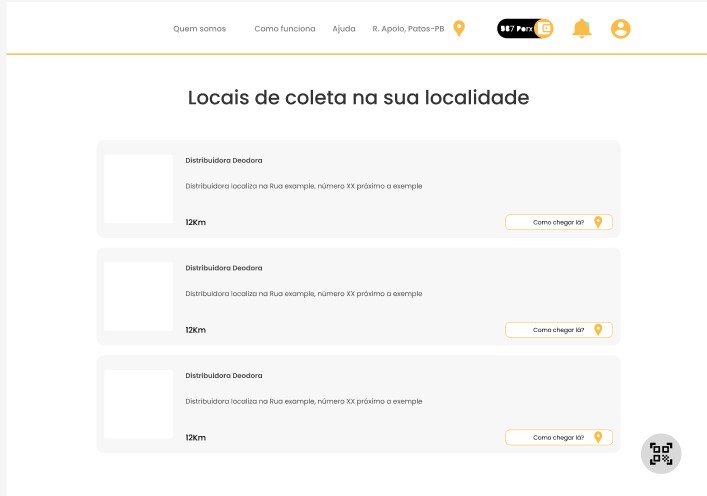 Quem somos
Como funciona
Ajuda
R. Apolo, Patos-PB
567 Perx
Locais de coleta na sua localidade
Distribuidora Deodora
Distribuidora localiza na Rua example, número XX próximo a exemple
12Km
Como chegar lá?
Distribuidora Deodora
Distribuidora localiza na Rua example, número XX próximo a exemple
12Km
Como chegar lá?
Distribuidora Deodora
Distribuidora localiza na Rua example, número XX próximo a exemple
12Km
Como chegar lá?